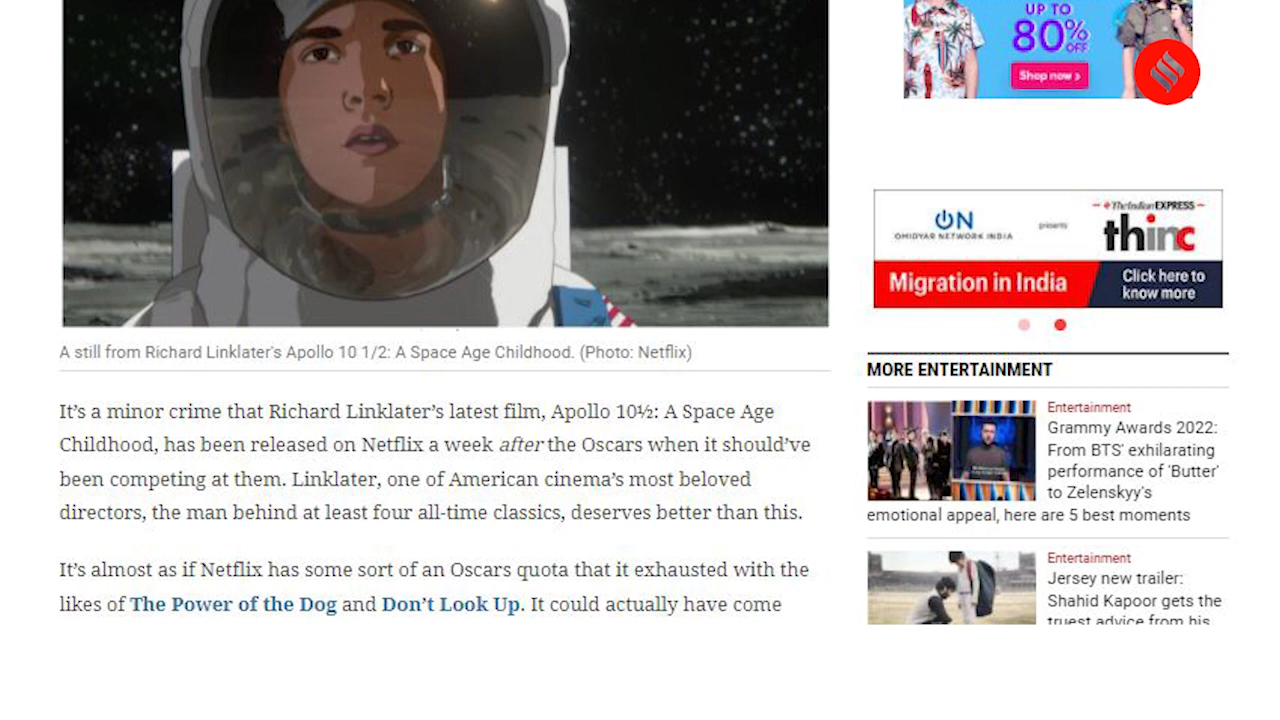 A still from Richard Linklater's Apollo 10 1/2: A Space Age Childhood. (Photo: Netflix)
It's a minor crime that Richard Linklater's latest film, Apollo 10½: A Space Age
Childhood, has been released on Netflix a week after the Oscars when it should've
been competing at them. Linklater, one of American cinema's most beloved
directors, the man behind at least four all-time classics, deserves better than this.
It's almost as if Netflix has some sort of an Oscars quota that it exhausted with the
likes of The Power of the Dog and Don't Look Up. It could actually have come
UP TO
80% OFF
Shop now ›
ON
OMIDYAR NETWORK INDIA
presents
The Indian EXPRESS
thinc
Migration in India
Click here to
know more
MORE ENTERTAINMENT
Entertainment
Grammy Awards 2022:
From BTS' exhilarating
performance of 'Butter'
to Zelenskyy's
emotional appeal, here are 5 best moments
Entertainment
Jersey new trailer:
Shahid Kapoor gets the
truest advice from his